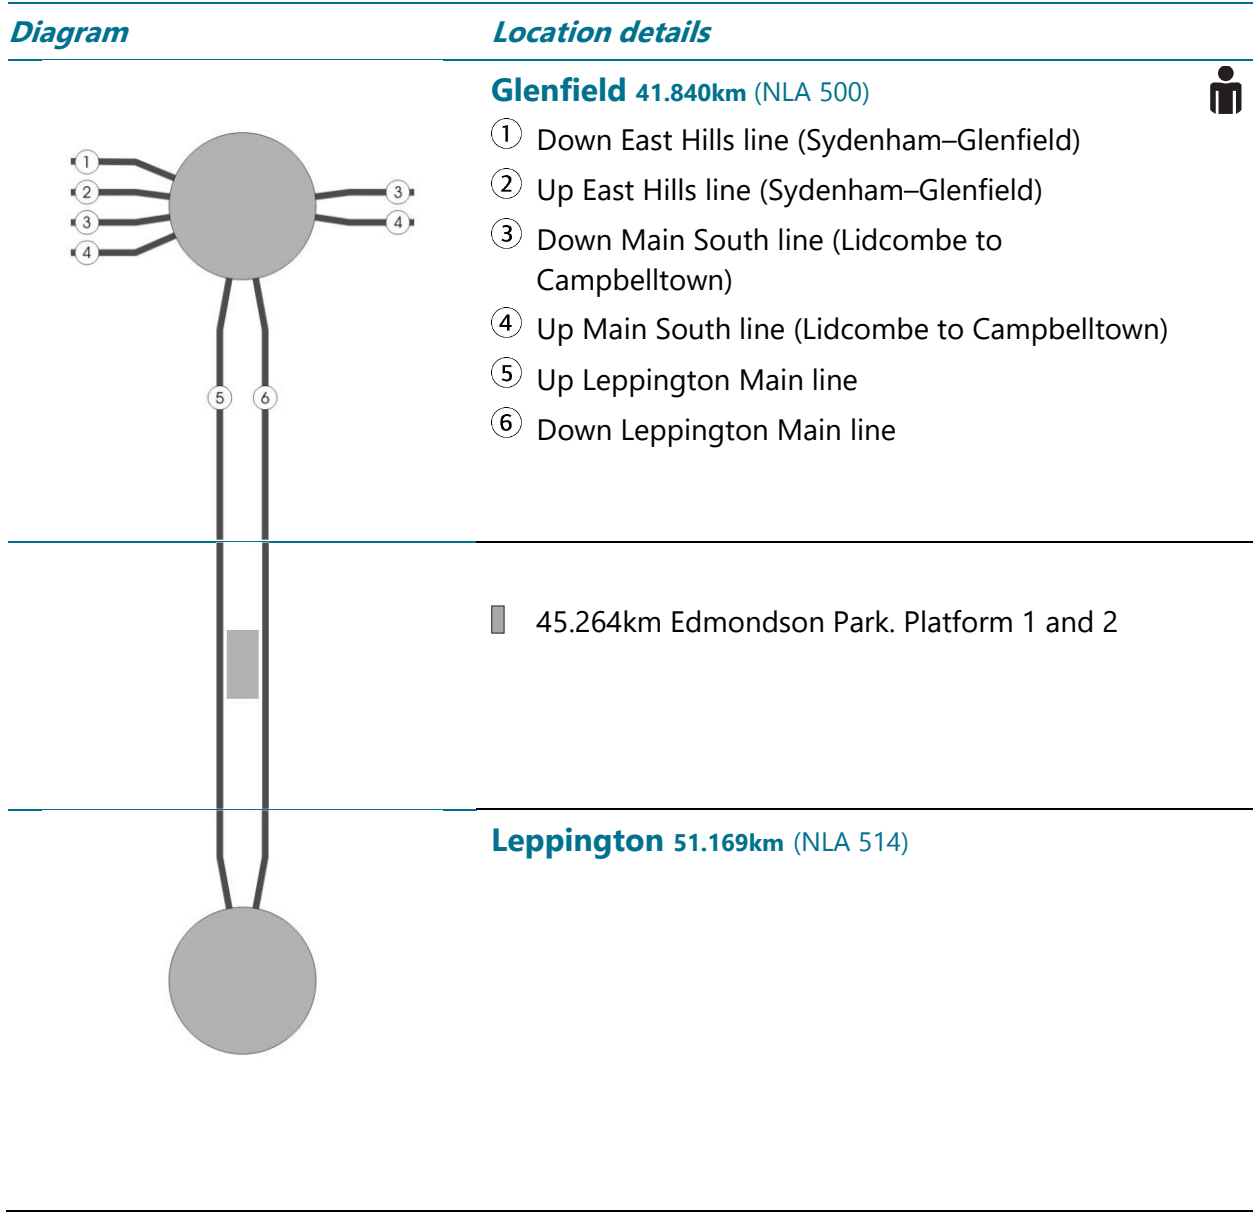 Diagram
Location details
Glenfield 41.840km (NLA 500)
1 Down East Hills line (Sydenham–Glenfield)
2 Up East Hills line (Sydenham–Glenfield)
3 Down Main South line (Lidcombe to
Campbelltown)
4 Up Main South line (Lidcombe to Campbelltown)
5 Up Leppington Main line
6 Down Leppington Main line
1
2
3
4
3
4
5
6
45.264km Edmondson Park. Platform 1 and 2
Leppington 51.169km (NLA 514)